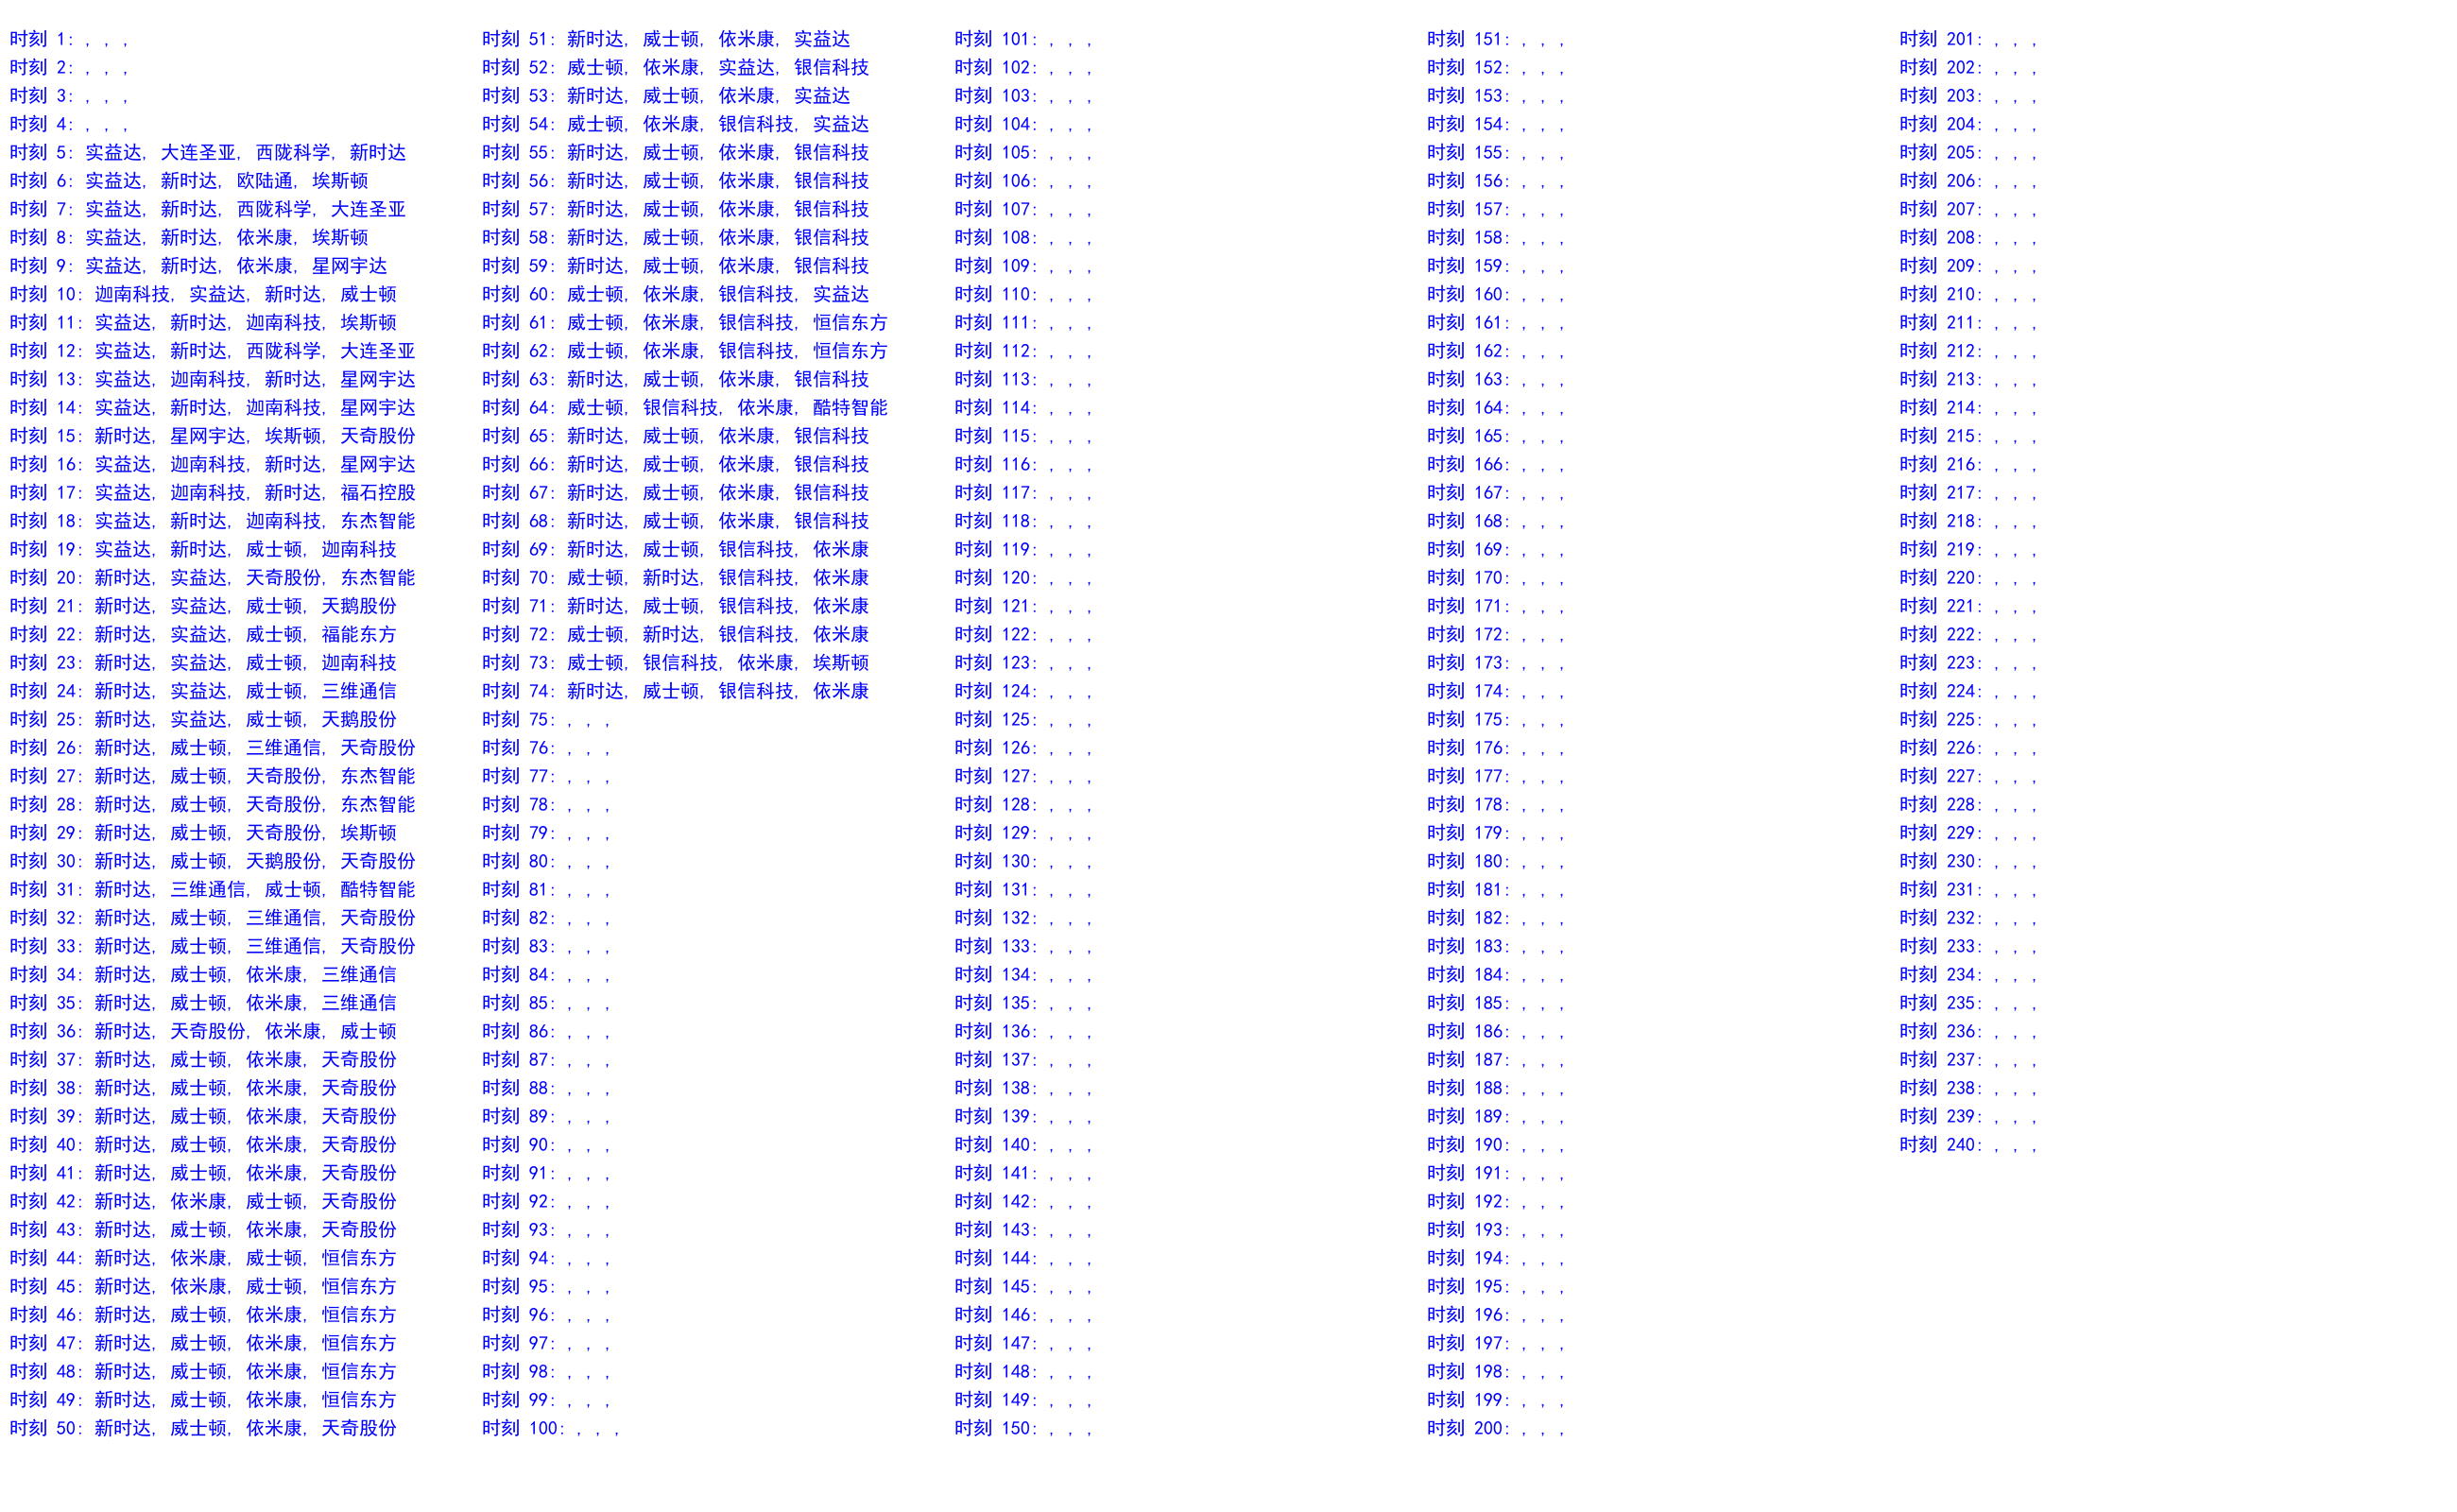 时刻 1: , , ,
时刻 2: , , ,
时刻 3: , , ,
时刻 4: , , ,
时刻 5: 实益达, 大连圣亚, 西陇科学, 新时达
时刻 6: 实益达, 新时达, 欧陆通, 埃斯顿
时刻 7: 实益达, 新时达, 西陇科学, 大连圣亚
时刻 8: 实益达, 新时达, 依米康, 埃斯顿
时刻 9: 实益达, 新时达, 依米康, 星网宇达
时刻 10: 迦南科技, 实益达, 新时达, 威士顿
时刻 11: 实益达, 新时达, 迦南科技, 埃斯顿
时刻 12: 实益达, 新时达, 西陇科学, 大连圣亚
时刻 13: 实益达, 迦南科技, 新时达, 星网宇达
时刻 14: 实益达, 新时达, 迦南科技, 星网宇达
时刻 15: 新时达, 星网宇达, 埃斯顿, 天奇股份
时刻 16: 实益达, 迦南科技, 新时达, 星网宇达
时刻 17: 实益达, 迦南科技, 新时达, 福石控股
时刻 18: 实益达, 新时达, 迦南科技, 东杰智能
时刻 19: 实益达, 新时达, 威士顿, 迦南科技
时刻 20: 新时达, 实益达, 天奇股份, 东杰智能
时刻 21: 新时达, 实益达, 威士顿, 天鹅股份
时刻 22: 新时达, 实益达, 威士顿, 福能东方
时刻 23: 新时达, 实益达, 威士顿, 迦南科技
时刻 24: 新时达, 实益达, 威士顿, 三维通信
时刻 25: 新时达, 实益达, 威士顿, 天鹅股份
时刻 26: 新时达, 威士顿, 三维通信, 天奇股份
时刻 27: 新时达, 威士顿, 天奇股份, 东杰智能
时刻 28: 新时达, 威士顿, 天奇股份, 东杰智能
时刻 29: 新时达, 威士顿, 天奇股份, 埃斯顿
时刻 30: 新时达, 威士顿, 天鹅股份, 天奇股份
时刻 31: 新时达, 三维通信, 威士顿, 酷特智能
时刻 32: 新时达, 威士顿, 三维通信, 天奇股份
时刻 33: 新时达, 威士顿, 三维通信, 天奇股份
时刻 34: 新时达, 威士顿, 依米康, 三维通信
时刻 35: 新时达, 威士顿, 依米康, 三维通信
时刻 36: 新时达, 天奇股份, 依米康, 威士顿
时刻 37: 新时达, 威士顿, 依米康, 天奇股份
时刻 38: 新时达, 威士顿, 依米康, 天奇股份
时刻 39: 新时达, 威士顿, 依米康, 天奇股份
时刻 40: 新时达, 威士顿, 依米康, 天奇股份
时刻 41: 新时达, 威士顿, 依米康, 天奇股份
时刻 42: 新时达, 依米康, 威士顿, 天奇股份
时刻 43: 新时达, 威士顿, 依米康, 天奇股份
时刻 44: 新时达, 依米康, 威士顿, 恒信东方
时刻 45: 新时达, 依米康, 威士顿, 恒信东方
时刻 46: 新时达, 威士顿, 依米康, 恒信东方
时刻 47: 新时达, 威士顿, 依米康, 恒信东方
时刻 48: 新时达, 威士顿, 依米康, 恒信东方
时刻 49: 新时达, 威士顿, 依米康, 恒信东方
时刻 50: 新时达, 威士顿, 依米康, 天奇股份
时刻 51: 新时达, 威士顿, 依米康, 实益达
时刻 52: 威士顿, 依米康, 实益达, 银信科技
时刻 53: 新时达, 威士顿, 依米康, 实益达
时刻 54: 威士顿, 依米康, 银信科技, 实益达
时刻 55: 新时达, 威士顿, 依米康, 银信科技
时刻 56: 新时达, 威士顿, 依米康, 银信科技
时刻 57: 新时达, 威士顿, 依米康, 银信科技
时刻 58: 新时达, 威士顿, 依米康, 银信科技
时刻 59: 新时达, 威士顿, 依米康, 银信科技
时刻 60: 威士顿, 依米康, 银信科技, 实益达
时刻 61: 威士顿, 依米康, 银信科技, 恒信东方
时刻 62: 威士顿, 依米康, 银信科技, 恒信东方
时刻 63: 新时达, 威士顿, 依米康, 银信科技
时刻 64: 威士顿, 银信科技, 依米康, 酷特智能
时刻 65: 新时达, 威士顿, 依米康, 银信科技
时刻 66: 新时达, 威士顿, 依米康, 银信科技
时刻 67: 新时达, 威士顿, 依米康, 银信科技
时刻 68: 新时达, 威士顿, 依米康, 银信科技
时刻 69: 新时达, 威士顿, 银信科技, 依米康
时刻 70: 威士顿, 新时达, 银信科技, 依米康
时刻 71: 新时达, 威士顿, 银信科技, 依米康
时刻 72: 威士顿, 新时达, 银信科技, 依米康
时刻 73: 威士顿, 银信科技, 依米康, 埃斯顿
时刻 74: 新时达, 威士顿, 银信科技, 依米康
时刻 75: , , ,
时刻 76: , , ,
时刻 77: , , ,
时刻 78: , , ,
时刻 79: , , ,
时刻 80: , , ,
时刻 81: , , ,
时刻 82: , , ,
时刻 83: , , ,
时刻 84: , , ,
时刻 85: , , ,
时刻 86: , , ,
时刻 87: , , ,
时刻 88: , , ,
时刻 89: , , ,
时刻 90: , , ,
时刻 91: , , ,
时刻 92: , , ,
时刻 93: , , ,
时刻 94: , , ,
时刻 95: , , ,
时刻 96: , , ,
时刻 97: , , ,
时刻 98: , , ,
时刻 99: , , ,
时刻 100: , , ,
时刻 101: , , ,
时刻 102: , , ,
时刻 103: , , ,
时刻 104: , , ,
时刻 105: , , ,
时刻 106: , , ,
时刻 107: , , ,
时刻 108: , , ,
时刻 109: , , ,
时刻 110: , , ,
时刻 111: , , ,
时刻 112: , , ,
时刻 113: , , ,
时刻 114: , , ,
时刻 115: , , ,
时刻 116: , , ,
时刻 117: , , ,
时刻 118: , , ,
时刻 119: , , ,
时刻 120: , , ,
时刻 121: , , ,
时刻 122: , , ,
时刻 123: , , ,
时刻 124: , , ,
时刻 125: , , ,
时刻 126: , , ,
时刻 127: , , ,
时刻 128: , , ,
时刻 129: , , ,
时刻 130: , , ,
时刻 131: , , ,
时刻 132: , , ,
时刻 133: , , ,
时刻 134: , , ,
时刻 135: , , ,
时刻 136: , , ,
时刻 137: , , ,
时刻 138: , , ,
时刻 139: , , ,
时刻 140: , , ,
时刻 141: , , ,
时刻 142: , , ,
时刻 143: , , ,
时刻 144: , , ,
时刻 145: , , ,
时刻 146: , , ,
时刻 147: , , ,
时刻 148: , , ,
时刻 149: , , ,
时刻 150: , , ,
时刻 151: , , ,
时刻 152: , , ,
时刻 153: , , ,
时刻 154: , , ,
时刻 155: , , ,
时刻 156: , , ,
时刻 157: , , ,
时刻 158: , , ,
时刻 159: , , ,
时刻 160: , , ,
时刻 161: , , ,
时刻 162: , , ,
时刻 163: , , ,
时刻 164: , , ,
时刻 165: , , ,
时刻 166: , , ,
时刻 167: , , ,
时刻 168: , , ,
时刻 169: , , ,
时刻 170: , , ,
时刻 171: , , ,
时刻 172: , , ,
时刻 173: , , ,
时刻 174: , , ,
时刻 175: , , ,
时刻 176: , , ,
时刻 177: , , ,
时刻 178: , , ,
时刻 179: , , ,
时刻 180: , , ,
时刻 181: , , ,
时刻 182: , , ,
时刻 183: , , ,
时刻 184: , , ,
时刻 185: , , ,
时刻 186: , , ,
时刻 187: , , ,
时刻 188: , , ,
时刻 189: , , ,
时刻 190: , , ,
时刻 191: , , ,
时刻 192: , , ,
时刻 193: , , ,
时刻 194: , , ,
时刻 195: , , ,
时刻 196: , , ,
时刻 197: , , ,
时刻 198: , , ,
时刻 199: , , ,
时刻 200: , , ,
时刻 201: , , ,
时刻 202: , , ,
时刻 203: , , ,
时刻 204: , , ,
时刻 205: , , ,
时刻 206: , , ,
时刻 207: , , ,
时刻 208: , , ,
时刻 209: , , ,
时刻 210: , , ,
时刻 211: , , ,
时刻 212: , , ,
时刻 213: , , ,
时刻 214: , , ,
时刻 215: , , ,
时刻 216: , , ,
时刻 217: , , ,
时刻 218: , , ,
时刻 219: , , ,
时刻 220: , , ,
时刻 221: , , ,
时刻 222: , , ,
时刻 223: , , ,
时刻 224: , , ,
时刻 225: , , ,
时刻 226: , , ,
时刻 227: , , ,
时刻 228: , , ,
时刻 229: , , ,
时刻 230: , , ,
时刻 231: , , ,
时刻 232: , , ,
时刻 233: , , ,
时刻 234: , , ,
时刻 235: , , ,
时刻 236: , , ,
时刻 237: , , ,
时刻 238: , , ,
时刻 239: , , ,
时刻 240: , , ,